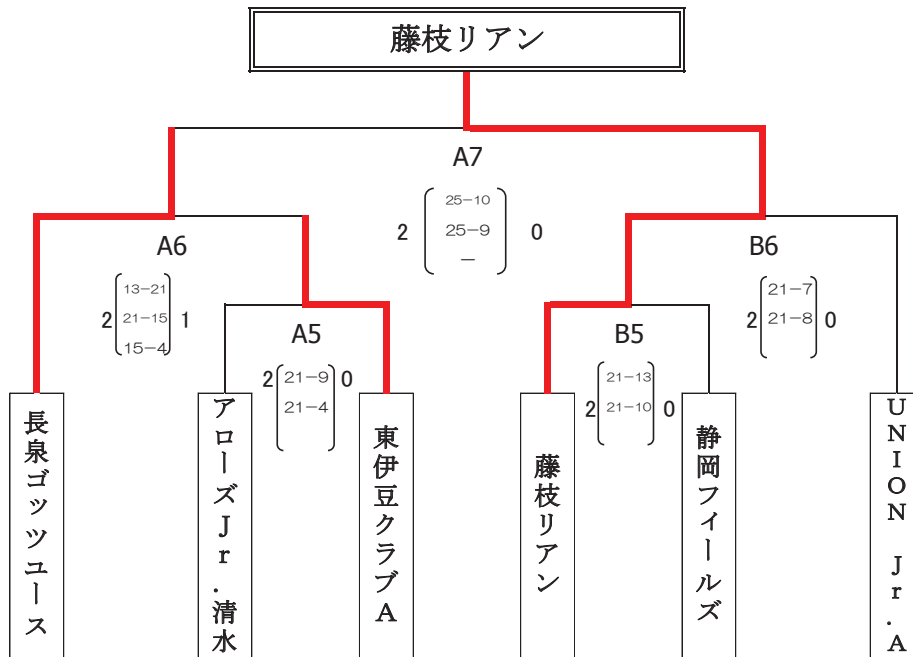 藤枝リアン
A7
2 25-10 0
25-9
-
A6
13-21
2 21-15 1
15-4
B6
21-7
2 21-8 0
A5
2 21-9 0
21-4
B5
21-13
2 21-10 0
長泉ゴッツユース
アローズJr.清水
東伊豆クラブA
藤枝リアン
静岡フィールズ
UNION Jr.A